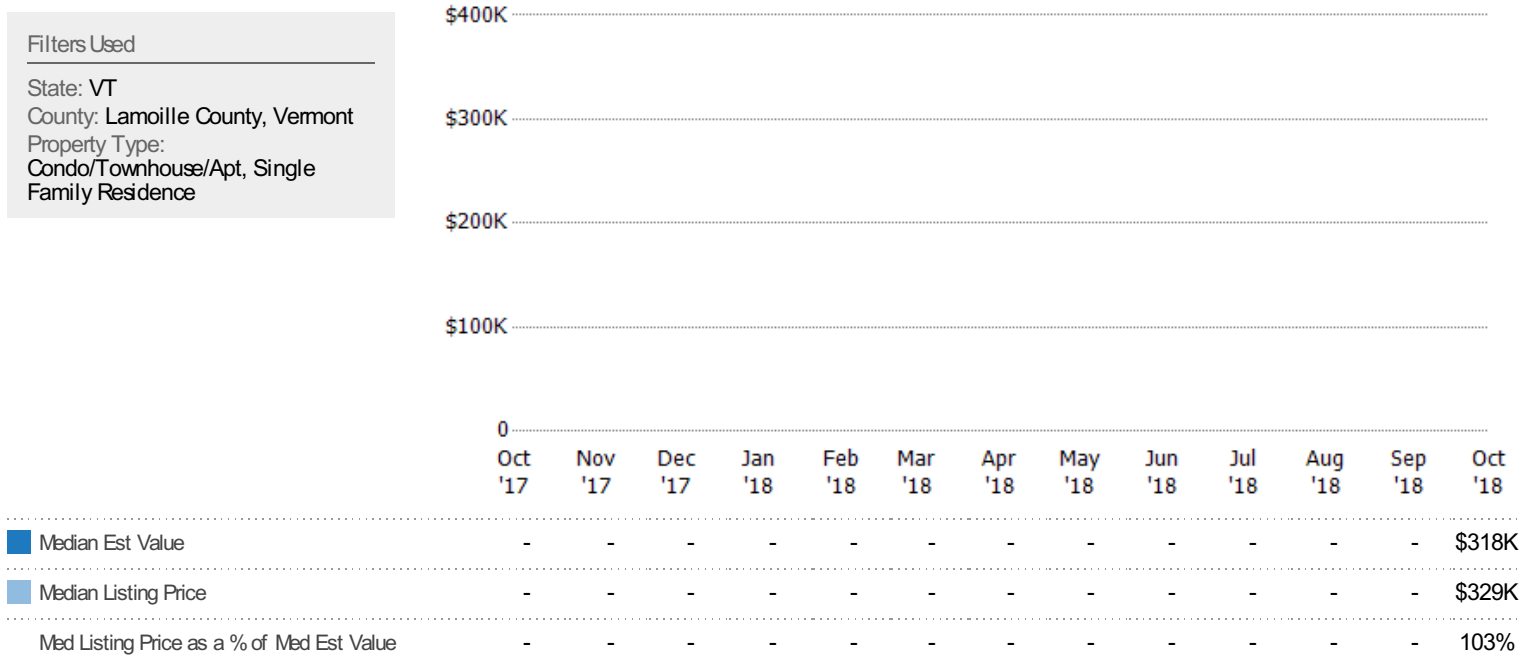 Filters Used
State: VT
County: Lamoille County, Vermont
Property Type:
Condo/Townhouse/Apt, Single
Family Residence
$400K
$300K
$200K
$100K
0
Oct Nov Dec Jan Feb Mar Apr May Jun Jul Aug Sep Oct
'17 '17 '17 '18 '18 '18 '18 '18 '18 '18 '18 '18 '18
Median Est Value - - - - - - - - - - - - $318K
Median Listing Price - - - - - - - - - - - - $329K
Med Listing Price as a % of Med Est Value - - - - - - - - - - - - 103%